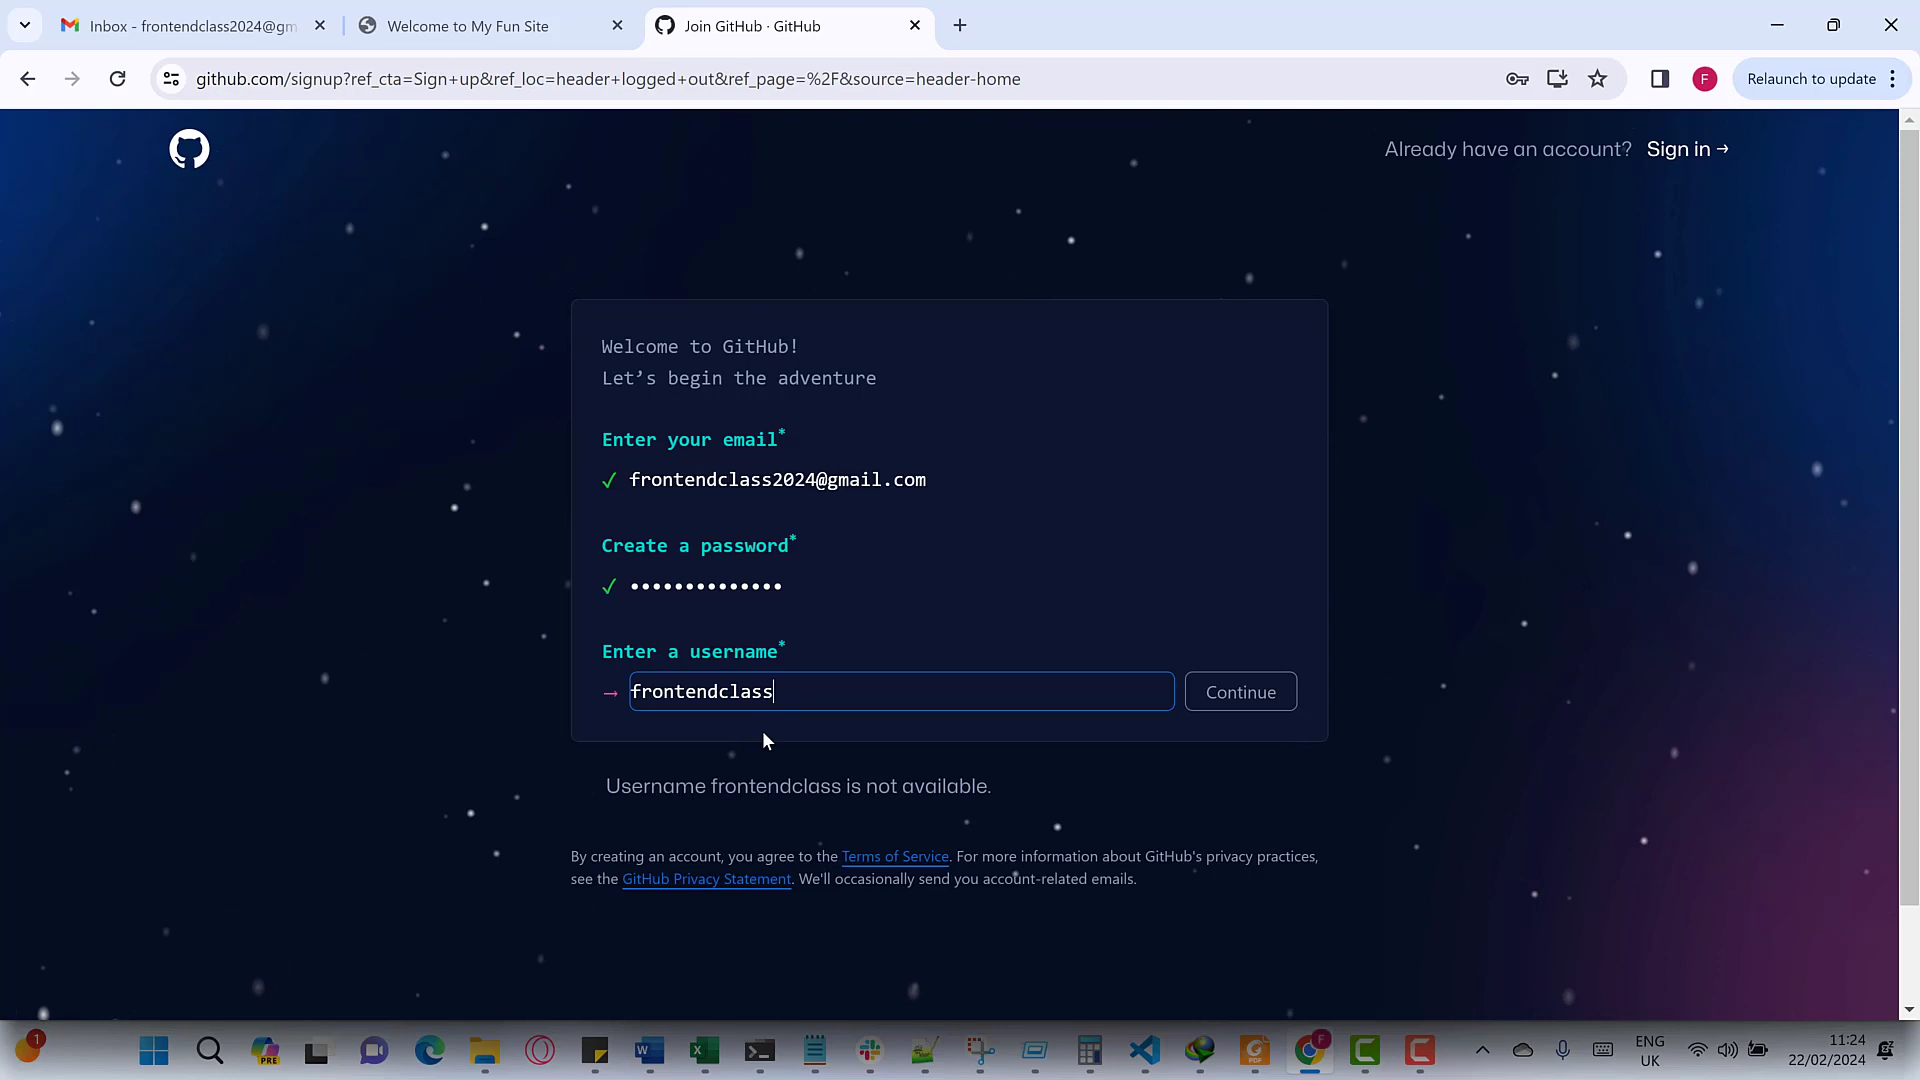 Inbox - frontendclass2024@gm
Welcome to My Fun Site
Join GitHub · GitHub
github.com/signup?ref_cta=Sign+up&ref_loc=header+logged+out&ref_page=%2F&source=header-home
F
Relaunch to update
Already have an account? Sign in →
Welcome to GitHub!
Let’s begin the adventure
Enter your email*
✓ frontendclass2024@gmail.com
Create a password*
✓ ••••••••••••••
Enter a username*
→ frontendclass
Continue
Username frontendclass is not available.
By creating an account, you agree to the Terms of Service. For more information about GitHub's privacy practices,
see the GitHub Privacy Statement. We'll occasionally send you account-related emails.
1
PRE
F
ENG
UK
11:24
22/02/2024